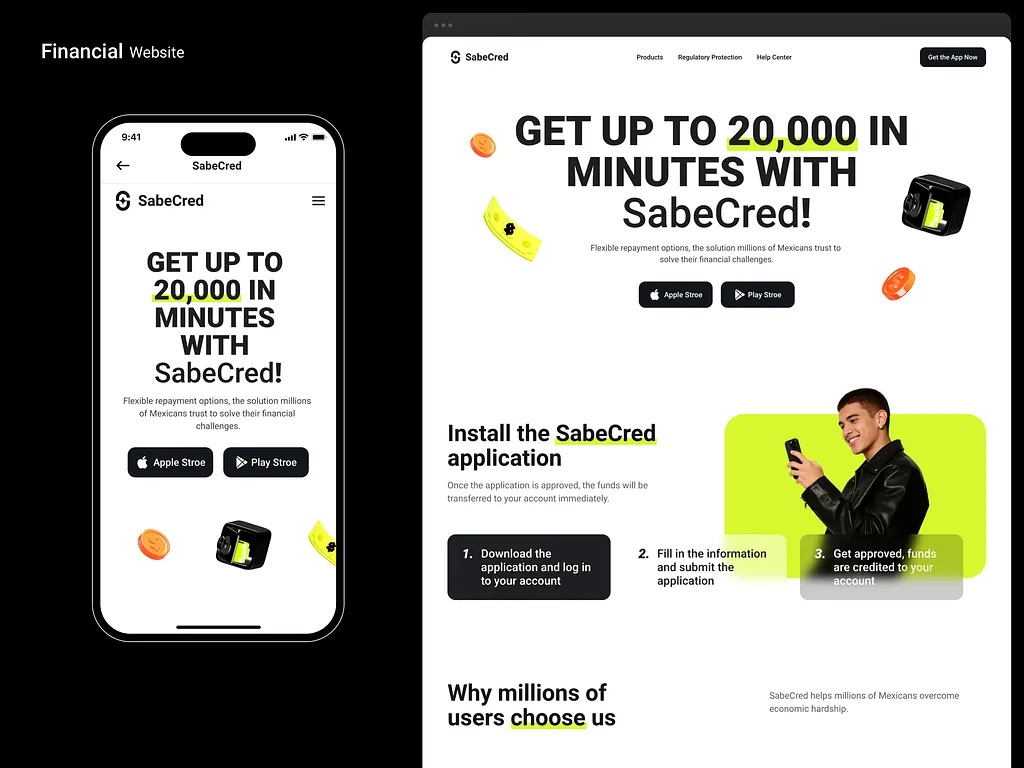 Financial Website
9:41
SabeCred
SabeCred
GET UP TO
20,000 IN
MINUTES
WITH
SabeCred!
Flexible repayment options, the solution millions
of Mexicans trust to solve their financial
challenges.
Apple Stroe
Play Stroe
SabeCred
Products
Regulatory Protection
Help Center
Get the App Now
GET UP TO 20,000 IN
MINUTES WITH
SabeCred!
Flexible repayment options, the solution millions of Mexicans trust to
solve their financial challenges.
Apple Stroe
Play Stroe
Install the SabeCred
application
Once the application is approved, the funds will be
transferred to your account immediately.
1. Download the
application and log in
to your account
2. Fill in the information
and submit the
application
3. Get approved, funds
are credited to your
account
Why millions of
users choose us
SabeCred helps millions of Mexicans overcome
economic hardship.